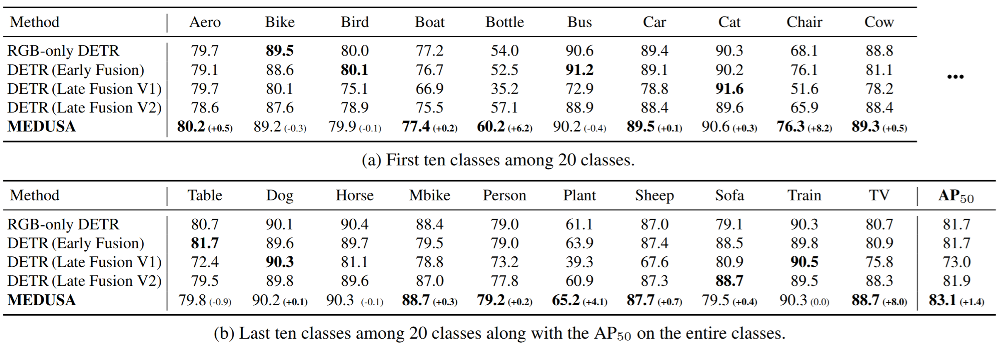 Method Aero Bike Bird Boat Bottle Bus Car Cat Chair Cow
RGB-only DETR 79.7 89.5 80.0 77.2 54.0 90.6 89.4 90.3 68.1 88.8
DETR (Early Fusion) 79.1 88.6 80.1 76.7 52.5 91.2 89.1 90.2 76.1 81.1
...
DETR (Late Fusion V1) 79.7 80.1 75.1 66.9 35.2 72.9 78.8 91.6 51.6 78.2
DETR (Late Fusion V2) 78.6 87.6 78.9 75.5 57.1 88.9 88.4 89.6 65.9 88.4
MEDUSA 80.2 (+0.5) 89.2 (-0.3) 79.9 (-0.1) 77.4 (+0.2) 60.2 (+6.2) 90.2 (-0.4) 89.5 (+0.1) 90.6 (+0.3) 76.3 (+8.2) 89.3 (+0.5)
(a) First ten classes among 20 classes.
Method Table Dog Horse Mbike Person Plant Sheep Sofa Train TV AP50
RGB-only DETR 80.7 90.1 90.4 88.4 79.0 61.1 87.0 79.1 90.3 80.7 81.7
DETR (Early Fusion) 81.7 89.6 89.7 79.5 79.0 63.9 87.4 88.5 89.8 80.9 81.7
DETR (Late Fusion V1) 72.4 90.3 81.1 78.8 73.2 39.3 67.6 80.9 90.5 75.8 73.0
DETR (Late Fusion V2) 79.5 89.8 89.6 87.0 77.8 60.9 87.3 88.7 89.5 88.3 81.9
MEDUSA 79.8 (-0.9) 90.2 (+0.1) 90.3 (-0.1) 88.7 (+0.3) 79.2 (+0.2) 65.2 (+4.1) 87.7 (+0.7) 79.5 (+0.4) 90.3 (0.0) 88.7 (+8.0) 83.1 (+1.4)
(b) Last ten classes among 20 classes along with the AP50 on the entire classes.